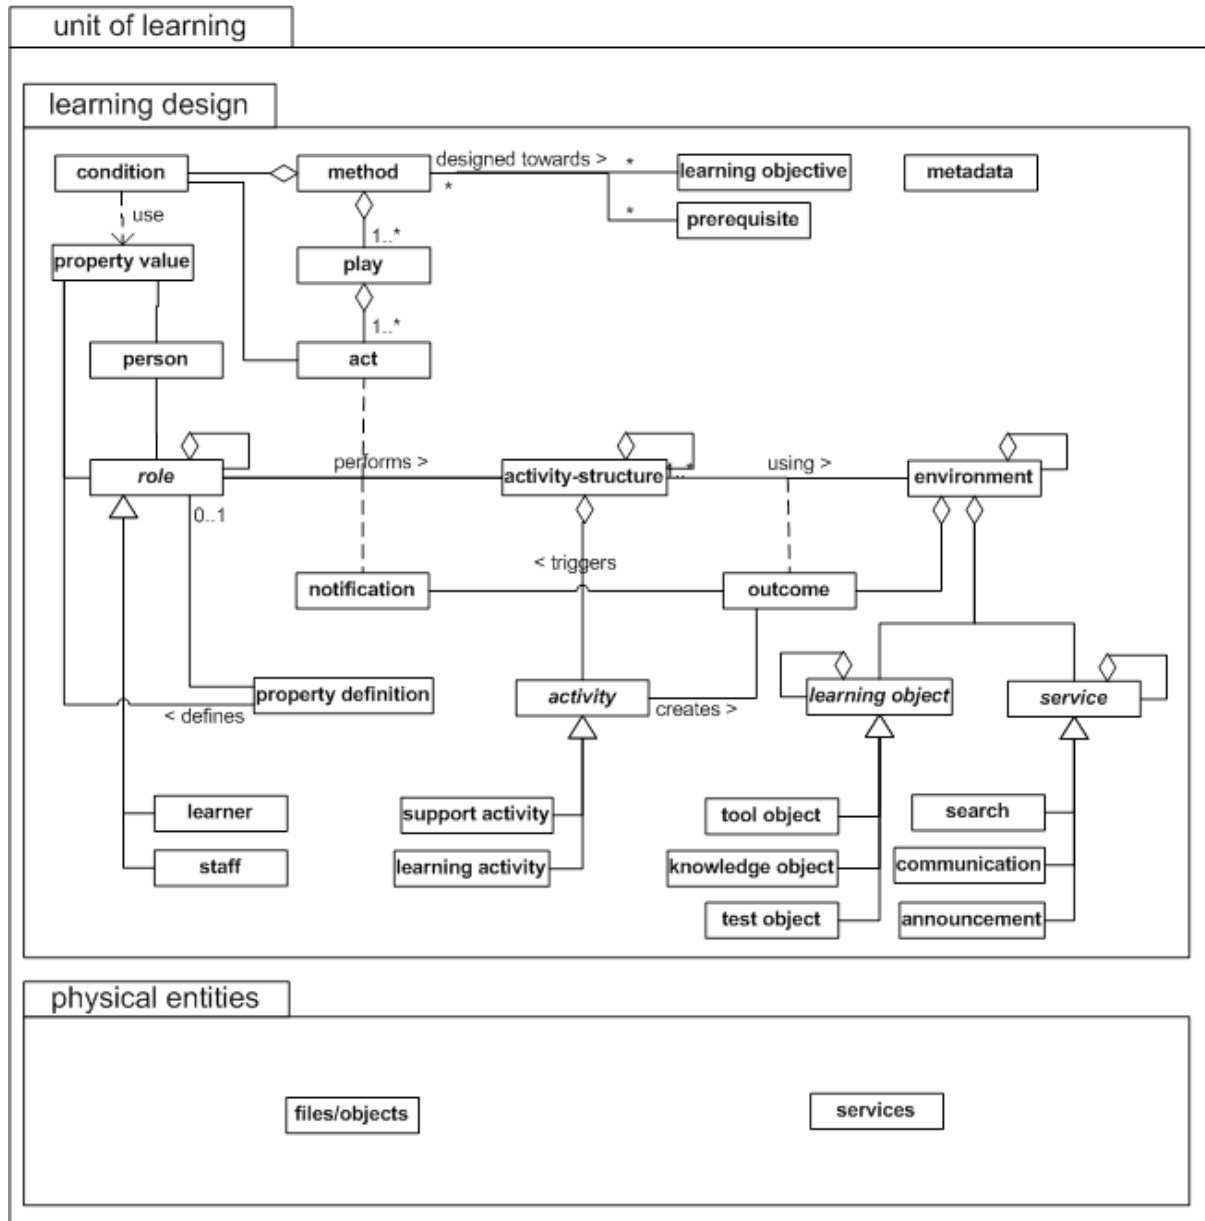 unit of learning
learning design
condition
method
designed towards >
*
*
learning objective
metadata
use
*
prerequisite
property value
1..*
play
1..*
person
act
role
performs >
activity-structure
1..*
using >
environment
0..1
< triggers
notification
outcome
property definition
< defines
activity
creates >
learning object
service
learner
support activity
tool object
search
staff
learning activity
knowledge object
communication
test object
announcement
physical entities
files/objects
services